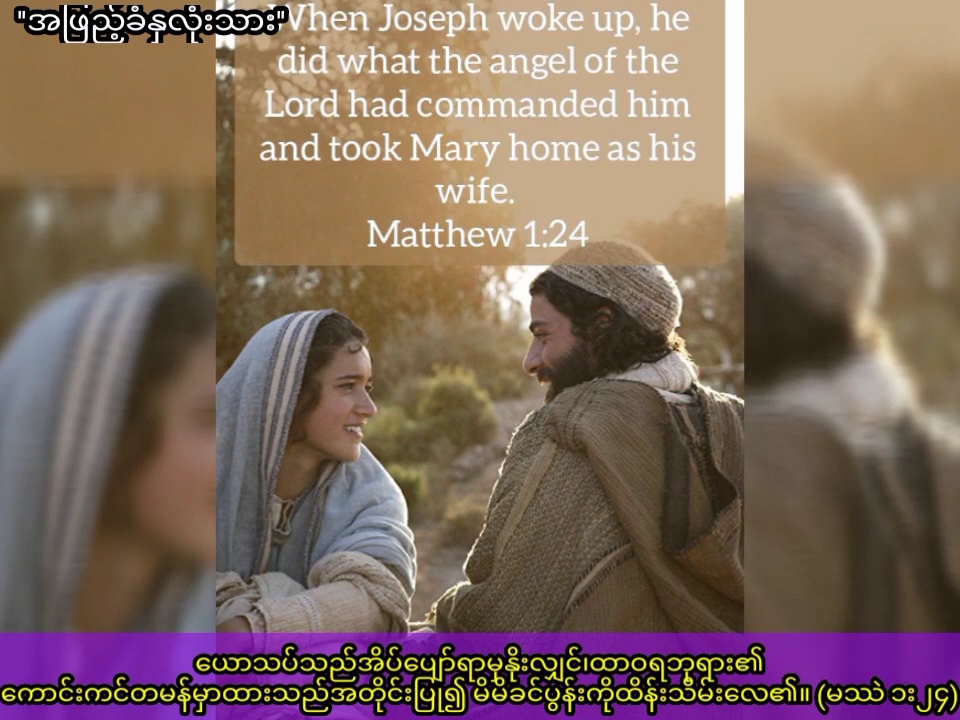 "အဖြည့်ခံနှလုံးသား"
When Joseph woke up, he
did what the angel of the
Lord had commanded him
and took Mary home as his
wife.
Matthew 1:24
ယောသပ်သည်အိပ်ပျော်ရာမှနိုးလျှင်၊ထာဝရဘုရား၏
ကောင်းကင်တမန်မှာထားသည်အတိုင်းပြု၍ မိမိခင်ပွန်းကိုထိန်းသိမ်းလေ၏။ (မဿဲ ၁း၂၄)